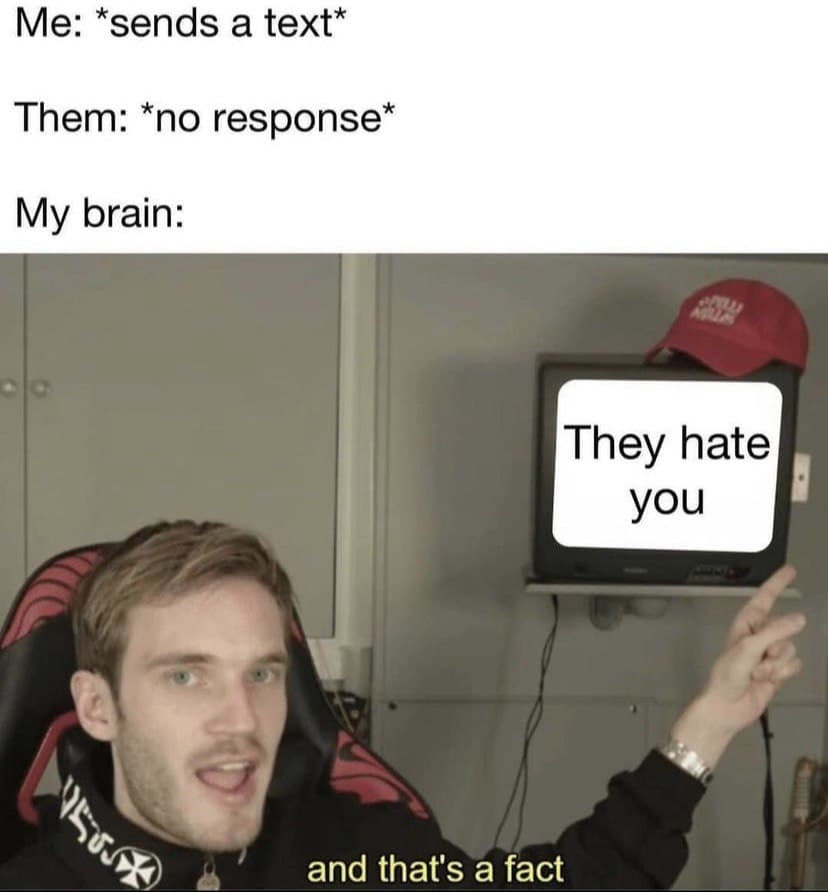 Me: *sends a text*
Them: *no response*
My brain:
They hate
you
and that's a fact